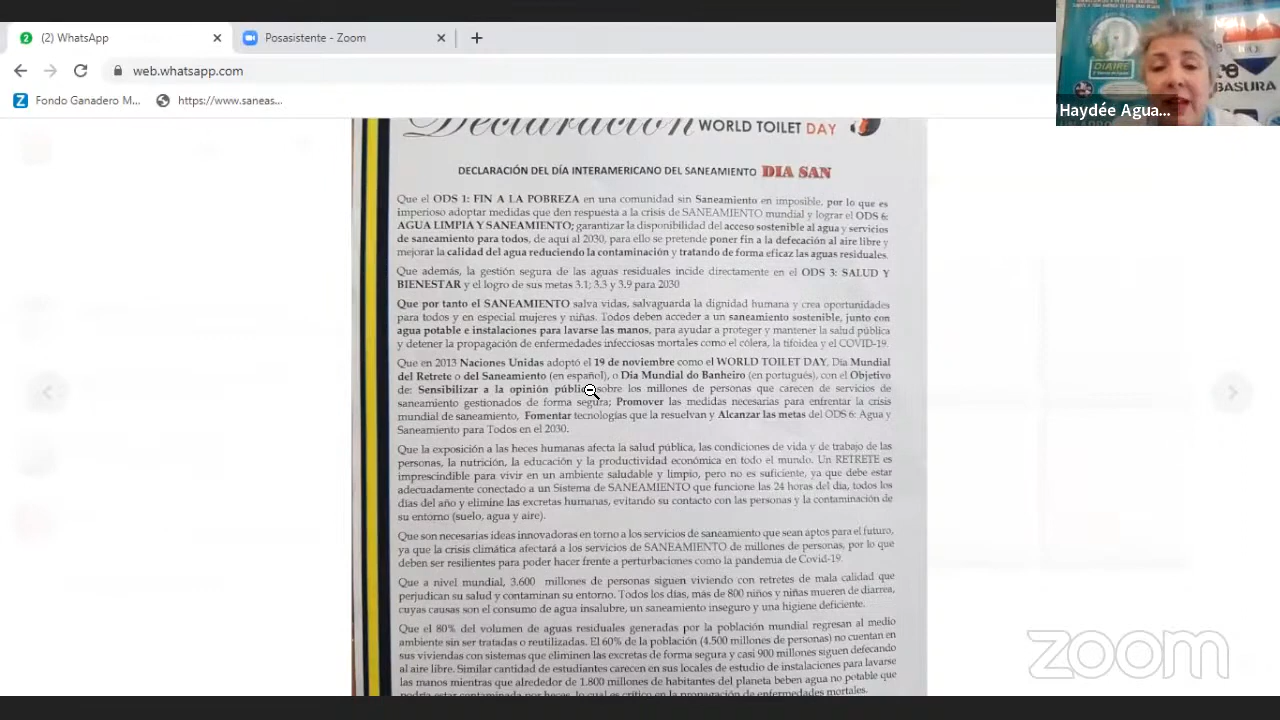 (2) WhatsApp
Posasistente - Zoom
web.whatsapp.com
Fondo Ganadero M...
https://www.saneas...
DIAIRE
BASURA
Haydée Agua...
Declaración WORLD TOILET DAY
DECLARACIÓN DEL DÍA INTERAMERICANO DEL SANEAMIENTO DIA SAN
Que el ODS 1: FIN A LA POBREZA en una comunidad sin Saneamiento en imposible, por lo que es
imperioso adoptar medidas que den respuesta a la crisis de SANEAMIENTO mundial y lograr el ODS 6:
AGUA LIMPIA Y SANEAMIENTO; garantizar la disponibilidad del acceso sostenible al agua y servicios
de saneamiento para todos, de aquí al 2030, para ello se pretende poner fin a la defecación al aire libre y
mejorar la calidad del agua reduciendo la contaminación y tratando de forma eficaz las aguas residuales.
Que además, la gestión segura de las aguas residuales incide directamente en el ODS 3: SALUD Y
BIENESTAR y el logro de sus metas 3.1; 3.3 y 3.9 para 2030
Que por tanto el SANEAMIENTO salva vidas, salvaguarda la dignidad humana y crea oportunidades
para todos y en especial mujeres y niñas. Todos deben acceder a un saneamiento sostenible, junto con
agua potable e instalaciones para lavarse las manos, para ayudar a proteger y mantener la salud pública
y detener la propagación de enfermedades infecciosas mortales como el cólera, la tifoidea y el COVID-19.
Que en 2013 Naciones Unidas adoptó el 19 de noviembre como el WORLD TOILET DAY, Día Mundial
del Retrete o del Saneamiento (en español), o Dia Mundial do Banheiro (en portugués), con el Objetivo
de: Sensibilizar a la opinión pública sobre los millones de personas que carecen de servicios de
saneamiento gestionados de forma segura; Promover las medidas necesarias para enfrentar la crisis
mundial de saneamiento, Fomentar tecnologías que la resuelvan y Alcanzar las metas del ODS 6: Agua y
Saneamiento para Todos en el 2030.
Que la exposición a las heces humanas afecta la salud pública, las condiciones de vida y de trabajo de las
personas, la nutrición, la educación y la productividad económica en todo el mundo. Un RETRETE es
imprescindible para vivir en un ambiente saludable y limpio, pero no es suficiente, ya que debe estar
adecuadamente conectado a un Sistema de SANEAMIENTO que funcione las 24 horas del día, todos los
días del año y elimine las excretas humanas, evitando su contacto con las personas y la contaminación de
su entorno (suelo, agua y aire).
Que son necesarias ideas innovadoras en torno a los servicios de saneamiento que sean aptos para el futuro,
ya que la crisis climática afectará a los servicios de SANEAMIENTO de millones de personas, por lo que
deben ser resilientes para poder hacer frente a perturbaciones como la pandemia de Covid-19.
Que a nivel mundial, 3.600 millones de personas siguen viviendo con retretes de mala calidad que
perjudican su salud y contaminan su entorno. Todos los días, más de 800 niños y niñas mueren de diarrea,
cuyas causas son el consumo de agua insalubre, un saneamiento inseguro y una higiene deficiente.
Que el 80% del volumen de aguas residuales generadas por la población mundial regresan al medio
ambiente sin ser tratadas o reutilizadas. El 60% de la población (4.500 millones de personas) no cuentan en
sus viviendas con sistemas que eliminen las excretas de forma segura y casi 900 millones siguen defecando
al aire libre. Similar cantidad de estudiantes carecen en sus locales de estudio de instalaciones para lavarse
las manos mientras que alrededor de 1.800 millones de habitantes del planeta beben agua no potable que
podría estar contaminada por heces, lo cual es crítico en la propagación de enfermedades mortales.
zoom